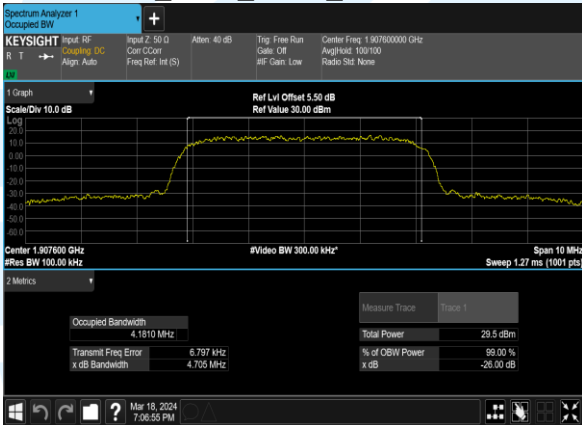 Spectrum Analyzer 1
Occupied BW
+
KEYSIGHT
R T
LU
Input: RF
Coupling: DC
Align: Auto
Input Z: 50 Ω
Corr CCorr
Freq Ref: Int (S)
Atten: 40 dB
Trig: Free Run
Gate: Off
#IF Gain: Low
Center Freq: 1.907600000 GHz
Avg|Hold: 100/100
Radio Std: None
1 Graph
Scale/Div 10.0 dB
Ref Lvl Offset 5.50 dB
Ref Value 30.00 dBm
Log
20.0
10.0
0.00
-10.0
-20.0
-30.0
-40.0
-50.0
-60.0
Center 1.907600 GHz
#Res BW 100.00 kHz
#Video BW 300.00 kHz*
Span 10 MHz
Sweep 1.27 ms (1001 pts)
2 Metrics
Measure Trace
Trace 1
Occupied Bandwidth
4.1810 MHz
Total Power
29.5 dBm
Transmit Freq Error
6.797 kHz
% of OBW Power
99.00 %
x dB Bandwidth
4.705 MHz
x dB
-26.00 dB
?
Mar 18, 2024
7:06:55 PM